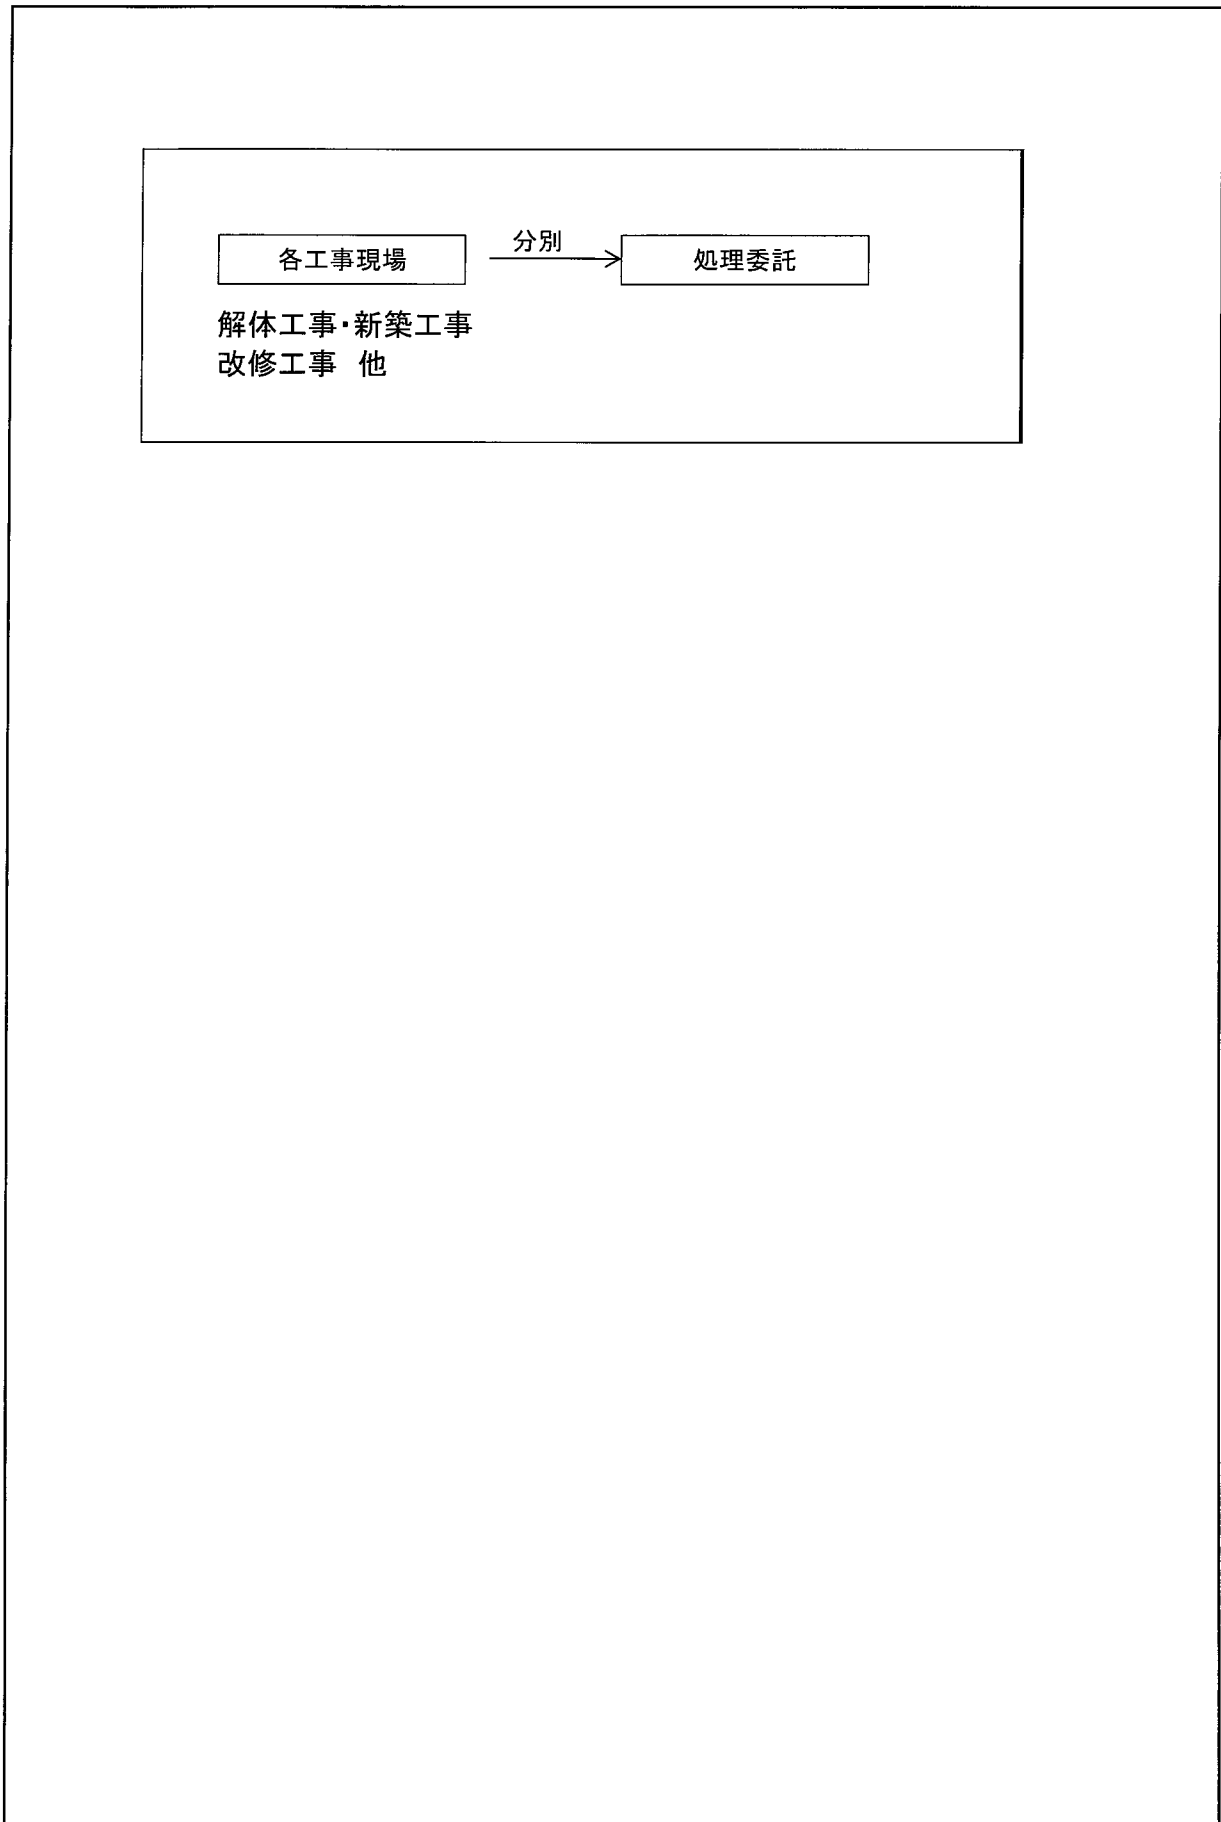 各工事現場
分別
処理委託
解体工事・新築工事
改修工事 他